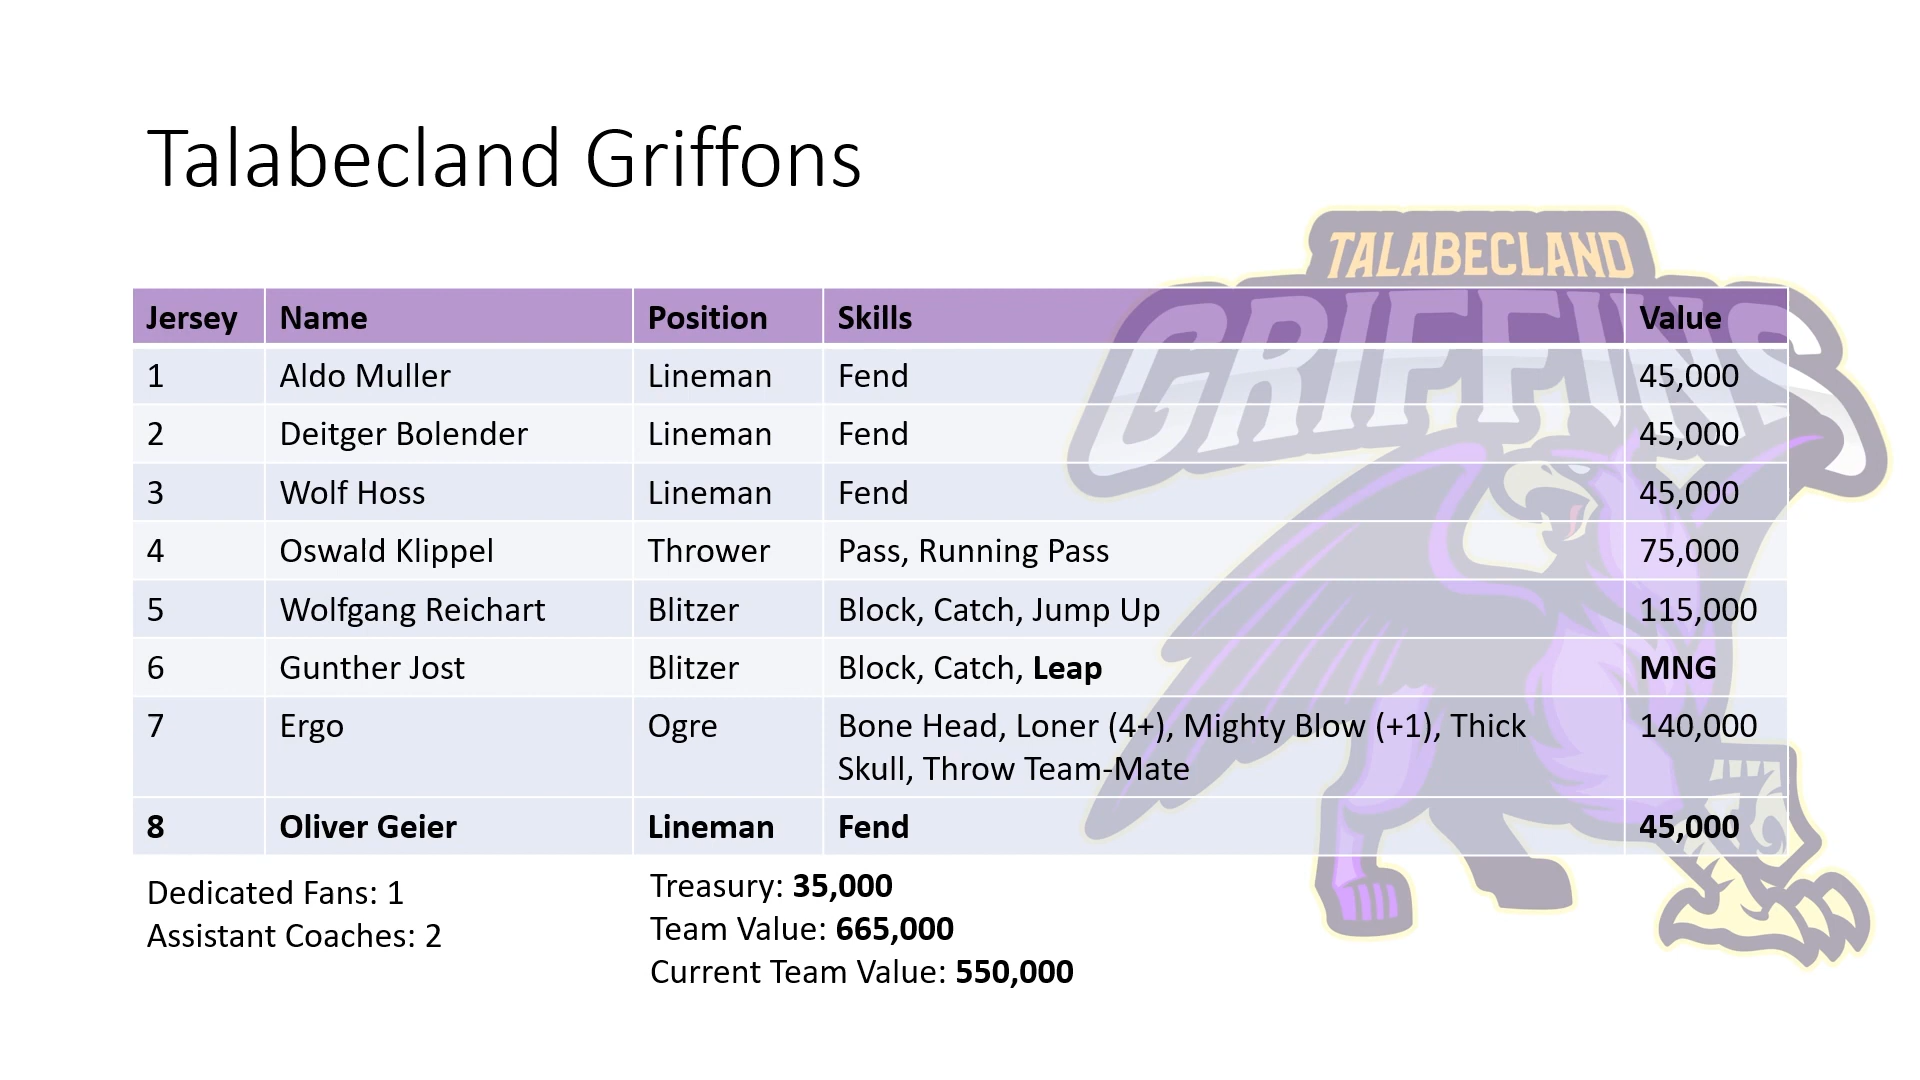 Talabecland Griffons
TALABECLAND
GRIFFINS
Jersey Name Position Skills Value
1 Aldo Muller Lineman Fend 45,000
2 Deitger Bolender Lineman Fend 45,000
3 Wolf Hoss Lineman Fend 45,000
4 Oswald Klippel Thrower Pass, Running Pass 75,000
5 Wolfgang Reichart Blitzer Block, Catch, Jump Up 115,000
6 Gunther Jost Blitzer Block, Catch, Leap MNG
7 Ergo Ogre Bone Head, Loner (4+), Mighty Blow (+1), Thick 140,000
Skull, Throw Team-Mate
8 Oliver Geier Lineman Fend 45,000
Dedicated Fans: 1
Assistant Coaches: 2
Treasury: 35,000
Team Value: 665,000
Current Team Value: 550,000